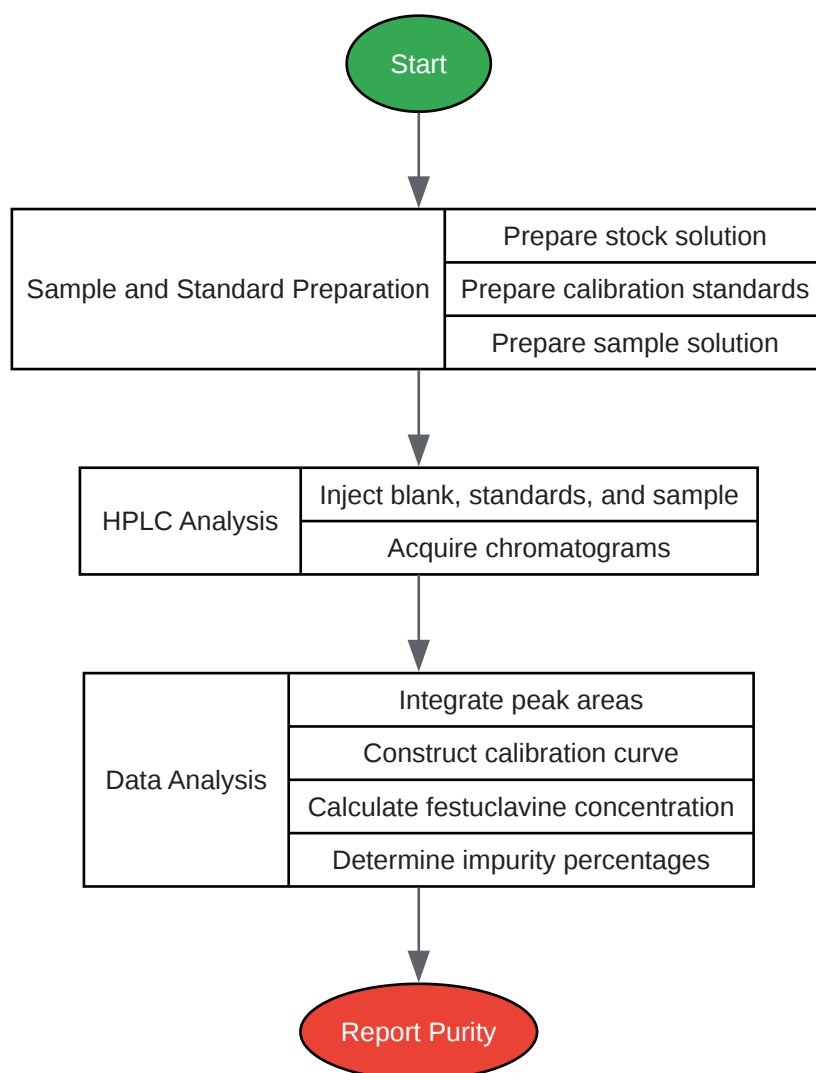 Start
Sample and Standard Preparation
Prepare stock solution
Prepare calibration standards
Prepare sample solution
HPLC Analysis
Inject blank, standards, and sample
Acquire chromatograms
Data Analysis
Integrate peak areas
Construct calibration curve
Calculate festuclavine concentration
Determine impurity percentages
Report Purity